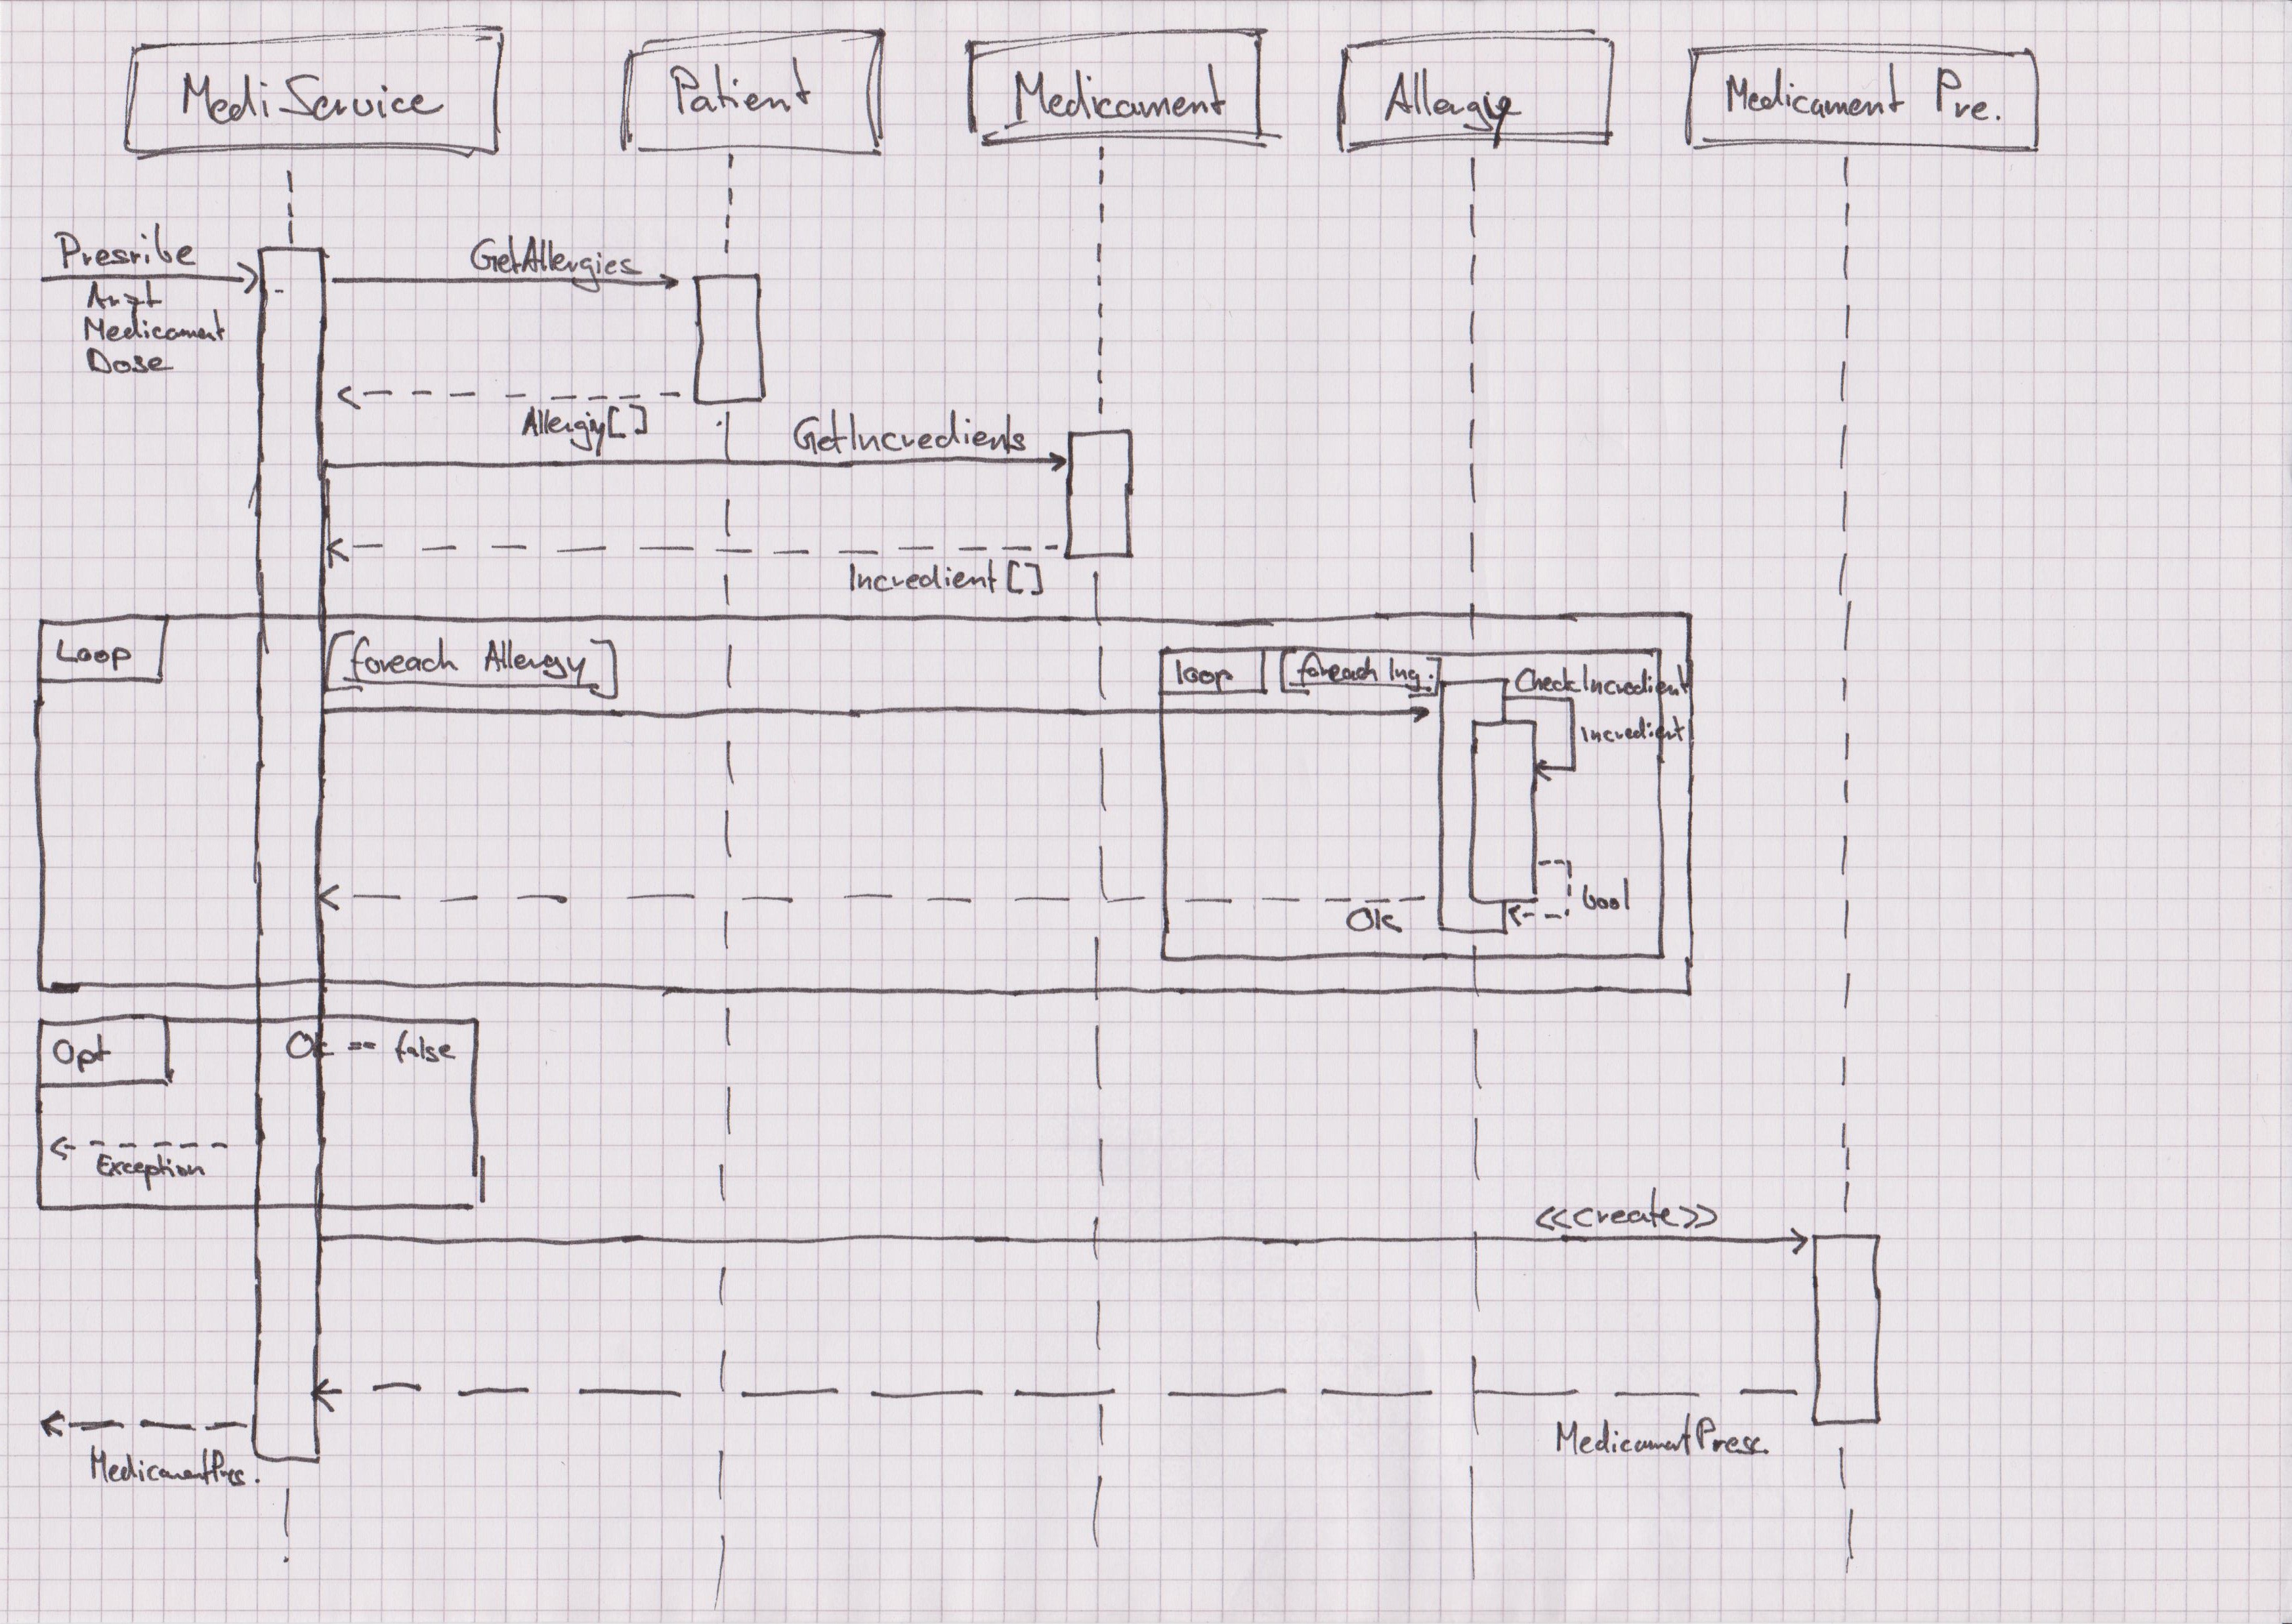 MediService
Patient
Medicament
Allergy
Medicament Pre.
Presribe
Arzt
Medicament
Dose
GetAllergies
Allergiy[]
GetIncredients
Incredient []
Loop
[foreach Allergy]
loop
[foreach Ing.]
CheckIncredient
Incredient
bool
Ok
Opt
Ok == false
Exception
<<create>>
MedicamentPresc.
MedicamentPres.